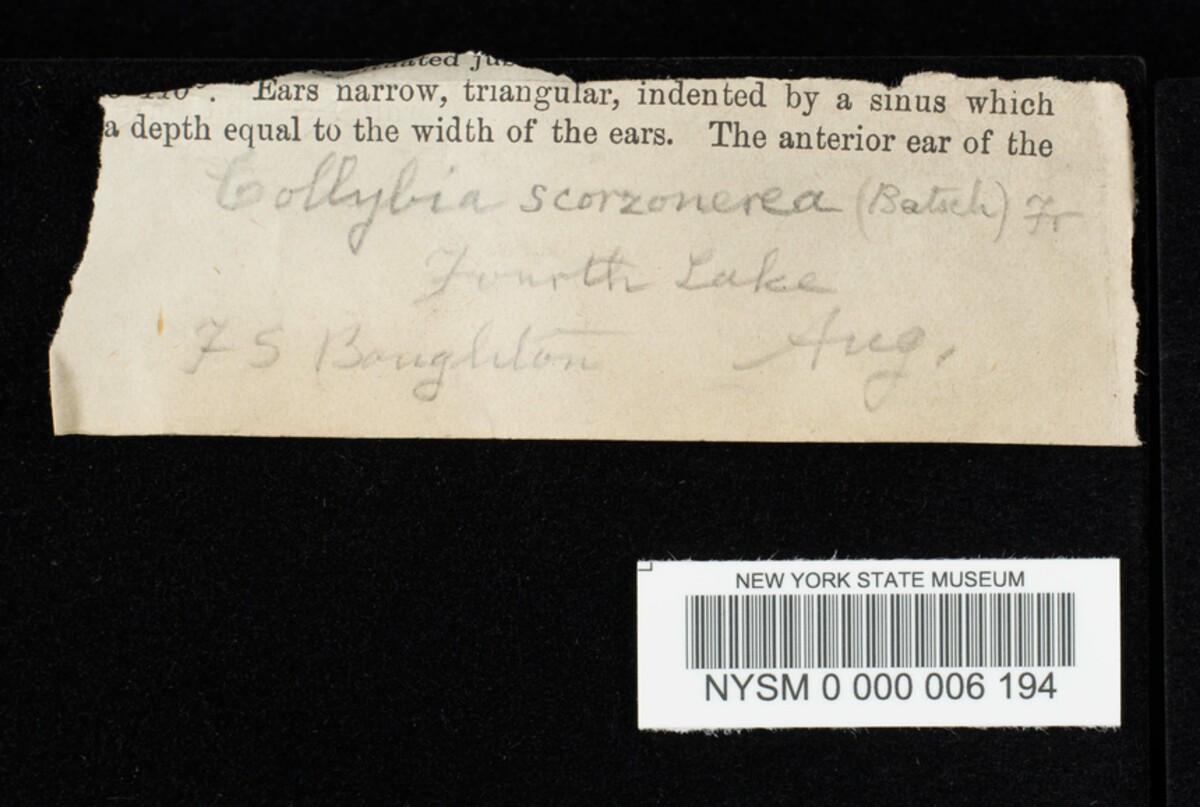 Ears narrow, triangular, indented by a sinus which
a depth equal to the width of the ears. The anterior ear of the
Collybia scorzonerea (Batsch) Fr
Fourth Lake
F S Boughton Aug.
NEW YORK STATE MUSEUM
NYSM 0 000 006 194